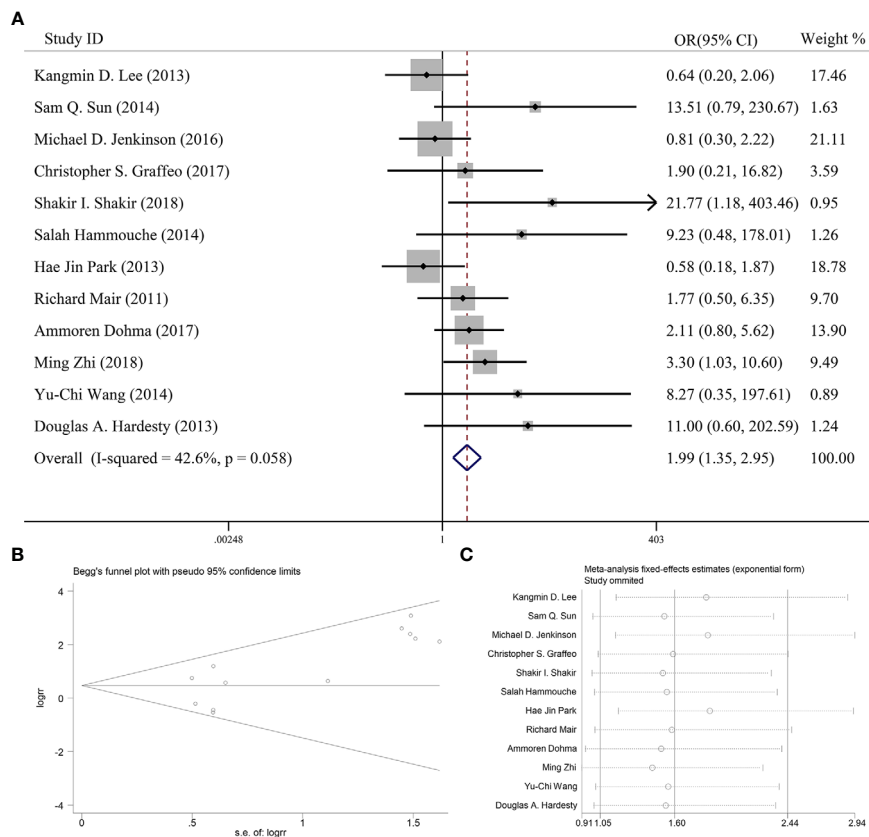 A
Study ID OR(95% CI) Weight %
Kangmin D. Lee (2013) 0.64 (0.20, 2.06) 17.46
Sam Q. Sun (2014) 13.51 (0.79, 230.67) 1.63
Michael D. Jenkinson (2016) 0.81 (0.30, 2.22) 21.11
Christopher S. Graffeo (2017) 1.90 (0.21, 16.82) 3.59
Shakir I. Shakir (2018) 21.77 (1.18, 403.46) 0.95
Salah Hammouche (2014) 9.23 (0.48, 178.01) 1.26
Hae Jin Park (2013) 0.58 (0.18, 1.87) 18.78
Richard Mair (2011) 1.77 (0.50, 6.35) 9.70
Ammoren Dohma (2017) 2.11 (0.80, 5.62) 13.90
Ming Zhi (2018) 3.30 (1.03, 10.60) 9.49
Yu-Chi Wang (2014) 8.27 (0.35, 197.61) 0.89
Douglas A. Hardesty (2013) 11.00 (0.60, 202.59) 1.24
Overall (I-squared = 42.6%, p = 0.058) 1.99 (1.35, 2.95) 100.00
.00248 1 403
B
Begg's funnel plot with pseudo 95% confidence limits
logrr
4
2
0
-2
-4
0 .5 1 1.5
s.e. of: logrr
C
Meta-analysis fixed-effects estimates (exponential form)
Study ommited
Kangmin D. Lee
Sam Q. Sun
Michael D. Jenkinson
Christopher S. Graffeo
Shakir I. Shakir
Salah Hammouche
Hae Jin Park
Richard Mair
Ammoren Dohma
Ming Zhi
Yu-Chi Wang
Douglas A. Hardesty
0.91 1.05 1.60 2.44 2.94